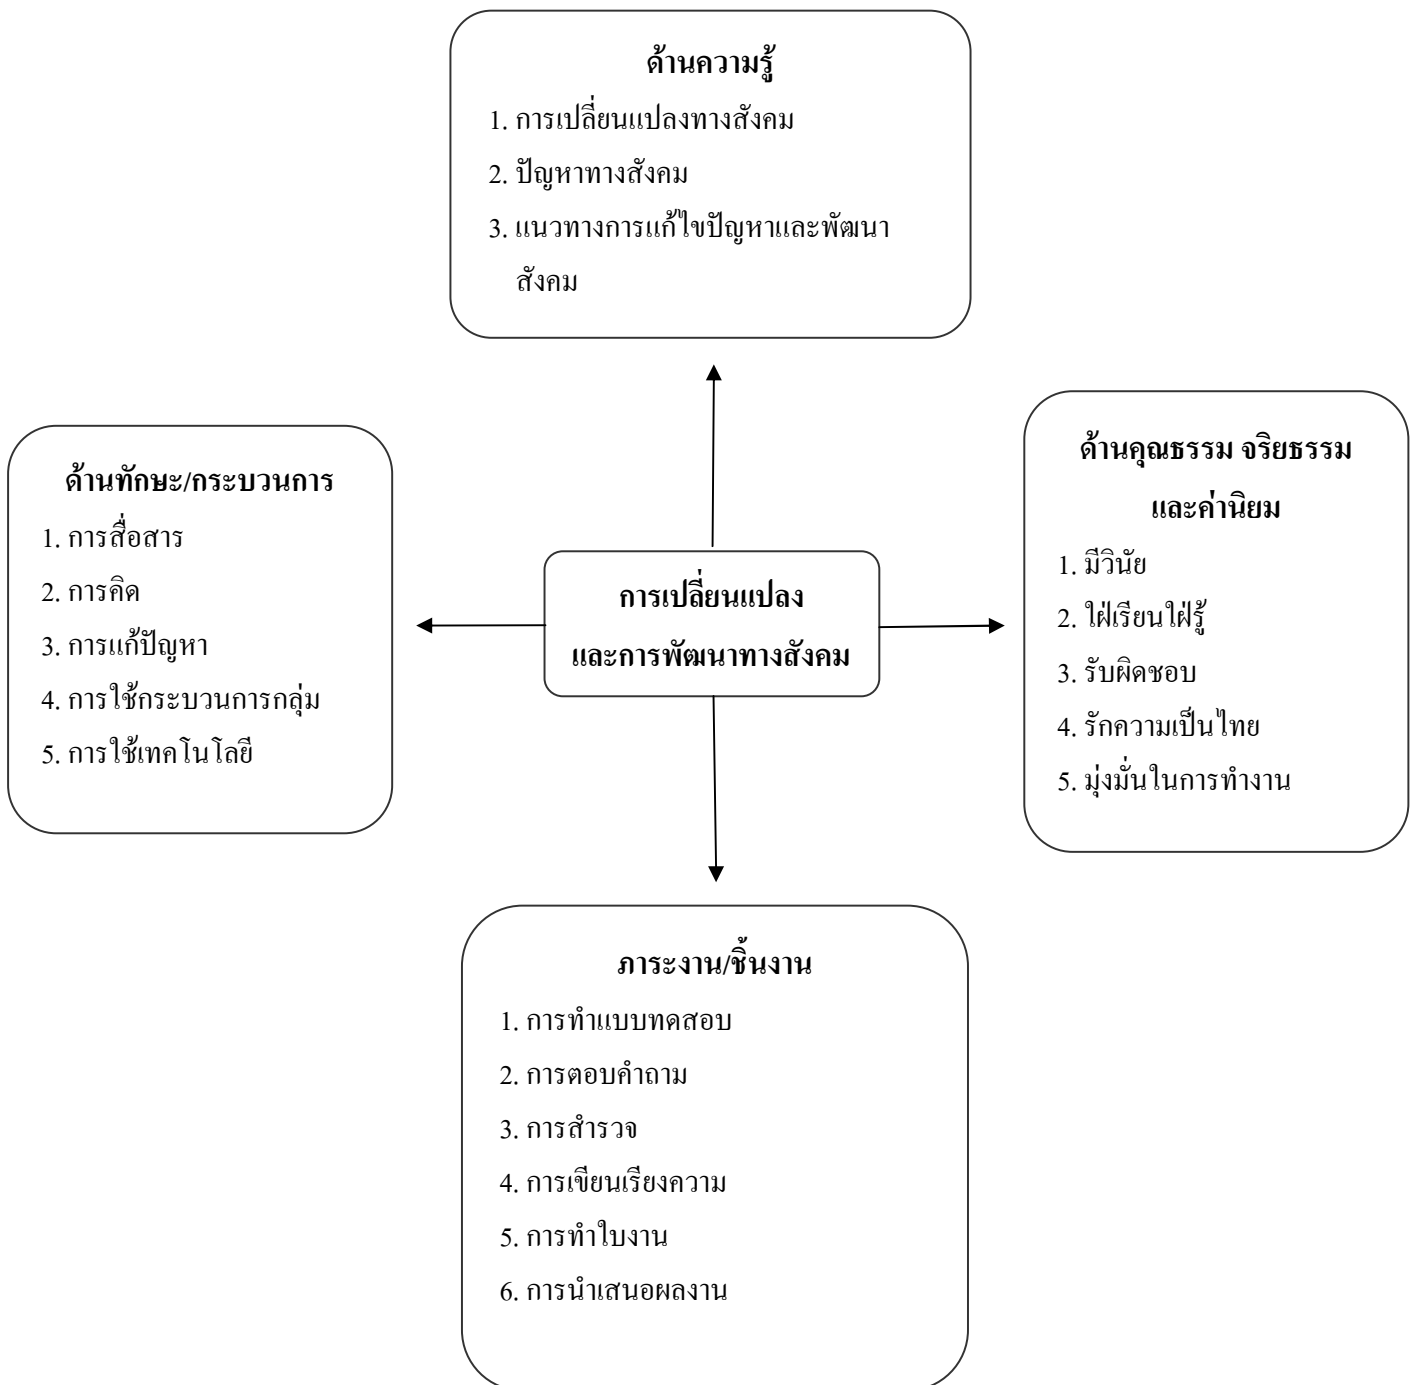 ด้านความรู้
1. การเปลี่ยนแปลงทางสังคม
2. ปัญหาทางสังคม
3. แนวทางการแก้ไขปัญหาและพัฒนา
สังคม
ด้านทักษะ/กระบวนการ
1. การสื่อสาร
2. การคิด
3. การแก้ปัญหา
4. การใช้กระบวนการกลุ่ม
5. การใช้เทคโนโลยี
การเปลี่ยนแปลง
และการพัฒนาทางสังคม
ด้านคุณธรรม จริยธรรม
และค่านิยม
1. มีวินัย
2. ใฝ่เรียนใฝ่รู้
3. รับผิดชอบ
4. รักความเป็นไทย
5. มุ่งมั่นในการทำงาน
ภาระงาน/ชิ้นงาน
1. การทำแบบทดสอบ
2. การตอบคำถาม
3. การสำรวจ
4. การเขียนเรียงความ
5. การทำใบงาน
6. การนำเสนอผลงาน